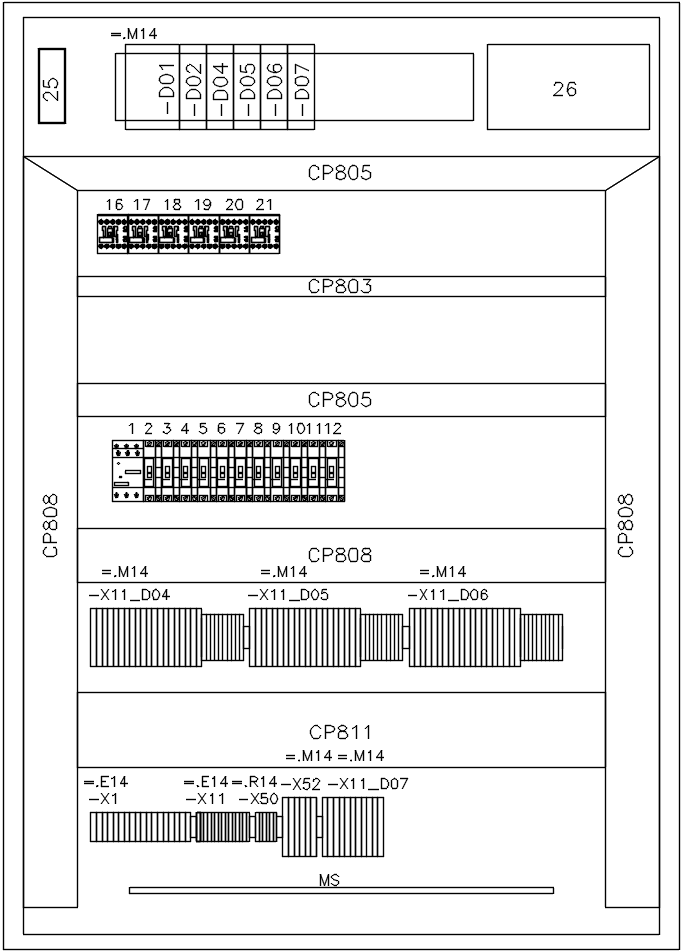 =.M14
25
-D01
-D02
-D04
-D05
-D06
-D07
26
CP805
16 17 18 19 20 21
CP803
CP805
1 2 3 4 5 6 7 8 9 10 11 12
CP808
CP808
CP808
=.M14 =.M14 =.M14
-X11_D04 -X11_D05 -X11_D06
CP811
=.M14 =.M14
=.E14 =.E14 =.R14 -X52 -X11_D07
-X1 -X11 -X50
MS